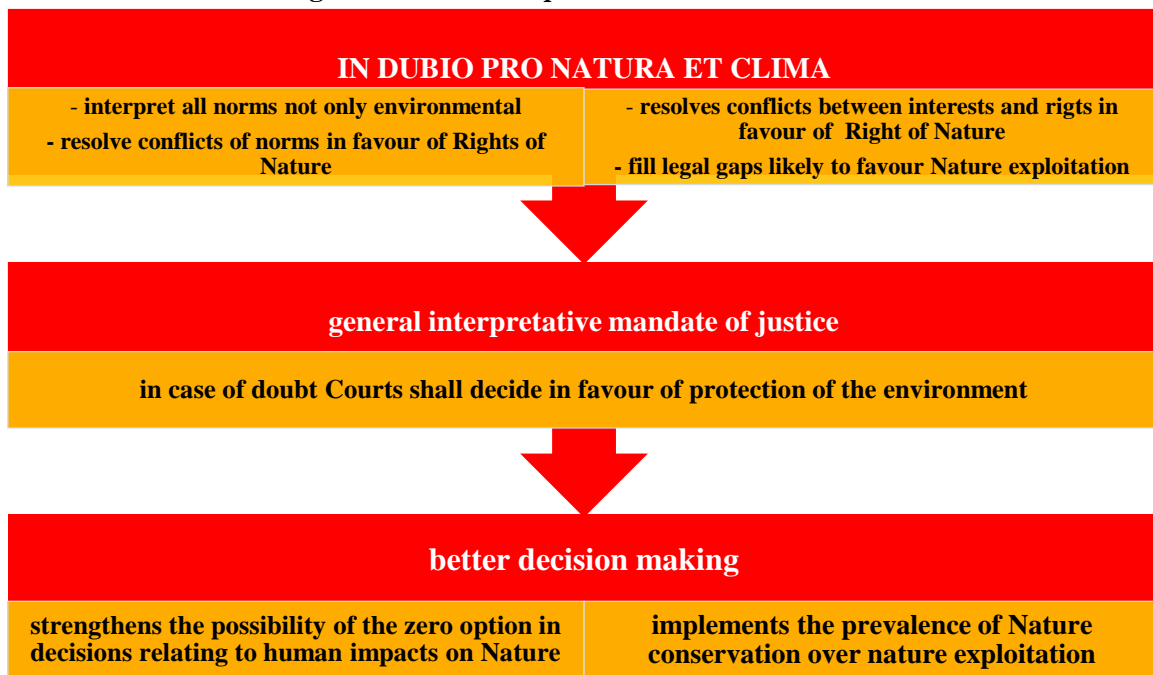 IN DUBIO PRO NATURA ET CLIMA
- interpret all norms not only environmental
- resolve conflicts of norms in favour of Rights of
Nature
- resolves conflicts between interests and rigts in
favour of Right of Nature
- fill legal gaps likely to favour Nature exploitation
general interpretative mandate of justice
in case of doubt Courts shall decide in favour of protection of the environment
better decision making
strengthens the possibility of the zero option in
decisions relating to human impacts on Nature
implements the prevalence of Nature
conservation over nature exploitation